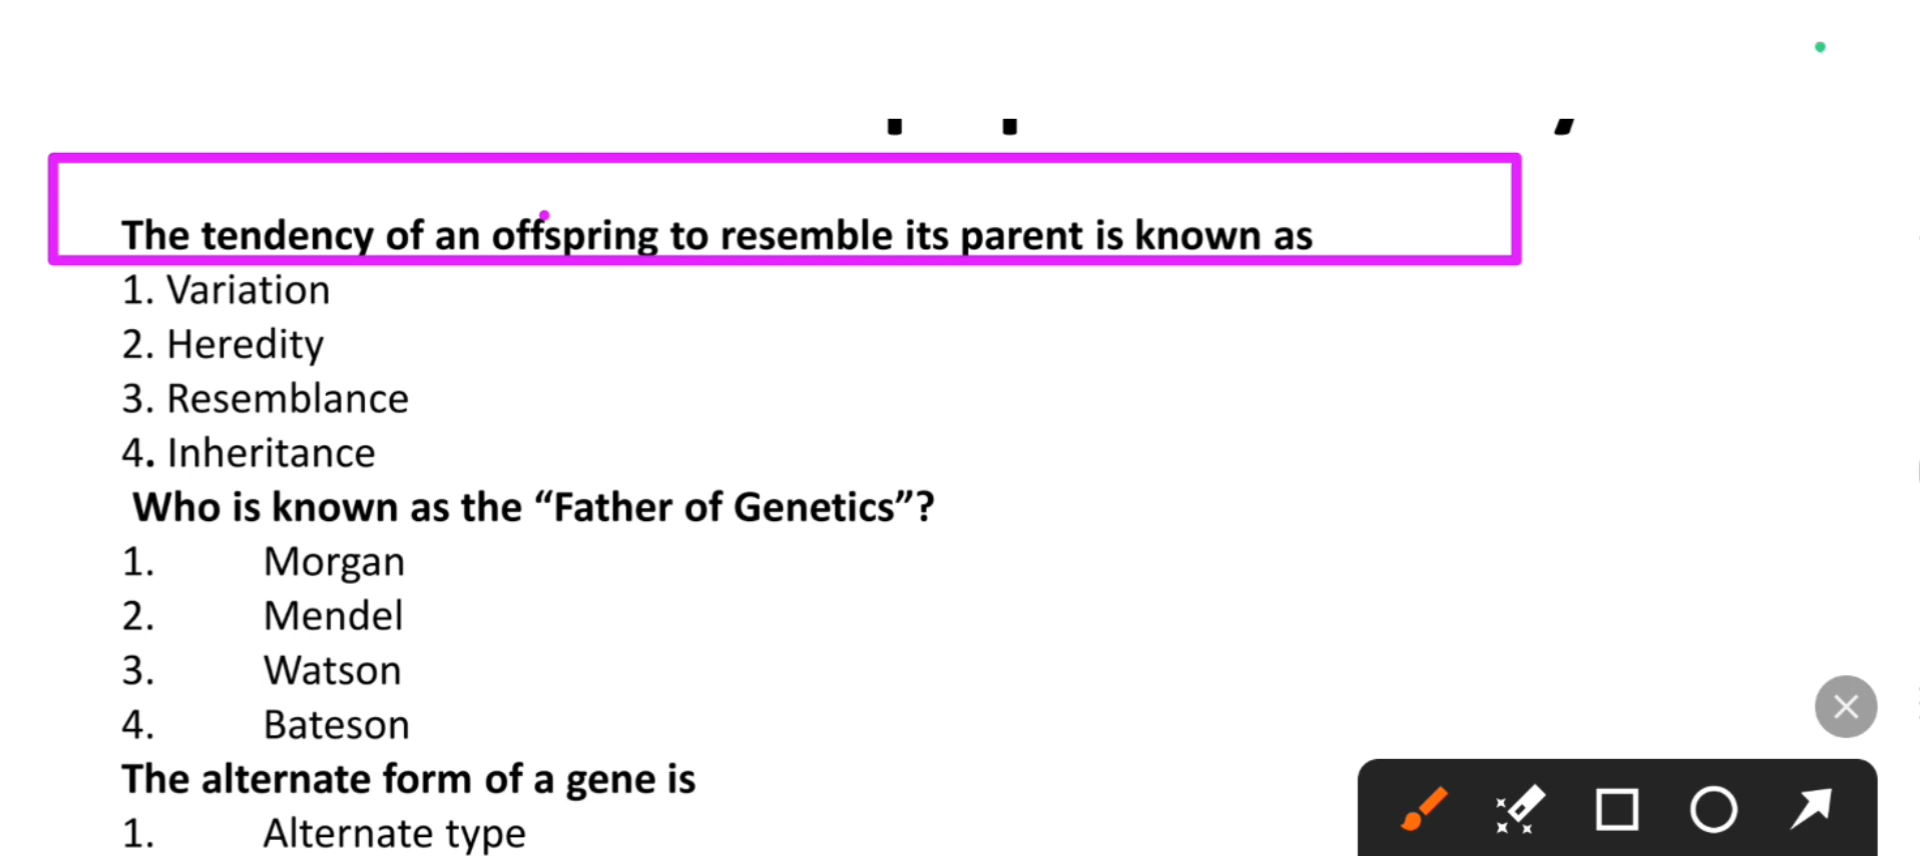 The tendency of an offspring to resemble its parent is known as
1. Variation
2. Heredity
3. Resemblance
4. Inheritance
Who is known as the “Father of Genetics”?
1. Morgan
2. Mendel
3. Watson
4. Bateson
The alternate form of a gene is
1. Alternate type